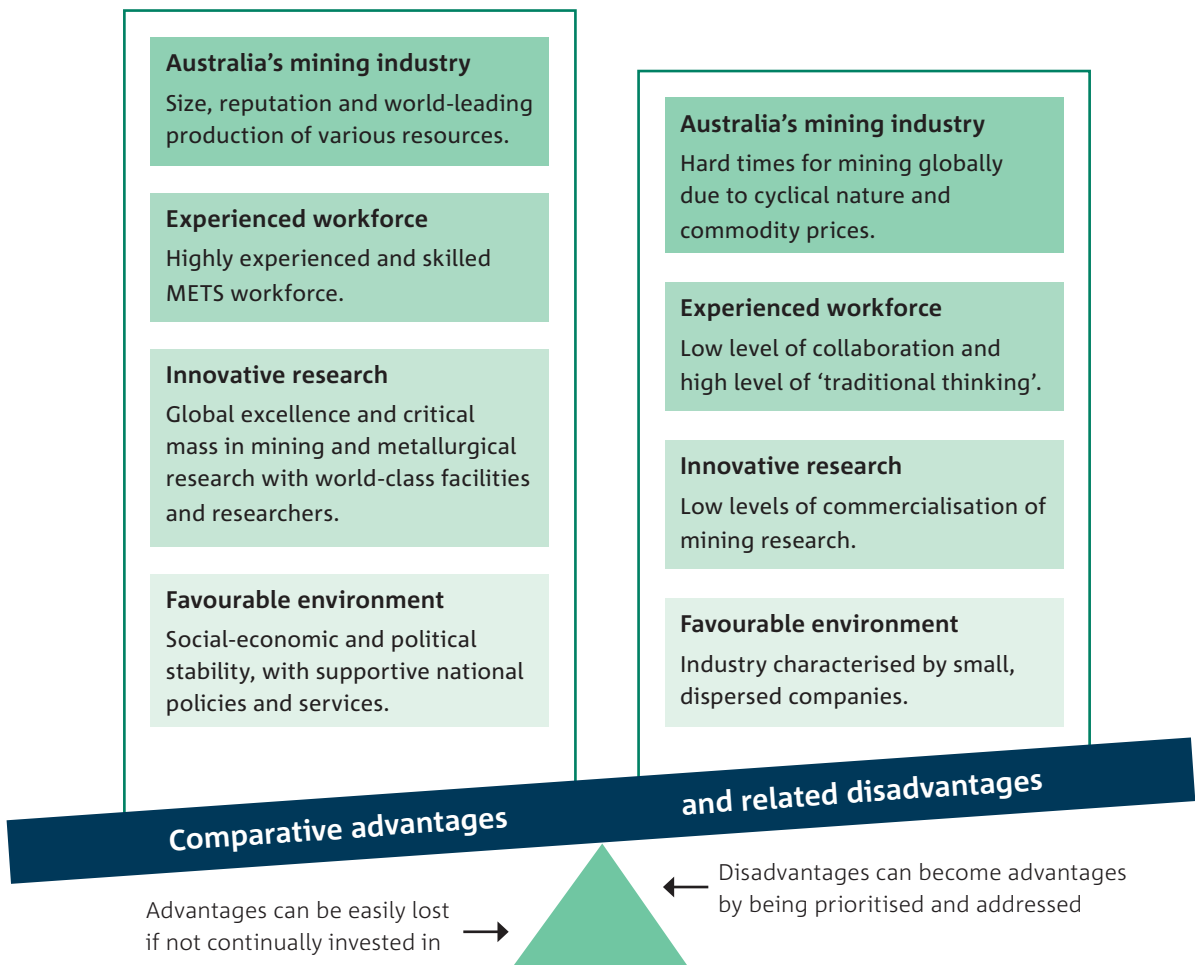 Australia’s mining industry
Size, reputation and world-leading
production of various resources.
Experienced workforce
Highly experienced and skilled
METS workforce.
Innovative research
Global excellence and critical
mass in mining and metallurgical
research with world-class facilities
and researchers.
Favourable environment
Social-economic and political
stability, with supportive national
policies and services.
Australia’s mining industry
Hard times for mining globally
due to cyclical nature and
commodity prices.
Experienced workforce
Low level of collaboration and
high level of ‘traditional thinking’.
Innovative research
Low levels of commercialisation of
mining research.
Favourable environment
Industry characterised by small,
dispersed companies.
Comparative advantages
and related disadvantages
Advantages can be easily lost
if not continually invested in
Disadvantages can become advantages
by being prioritised and addressed